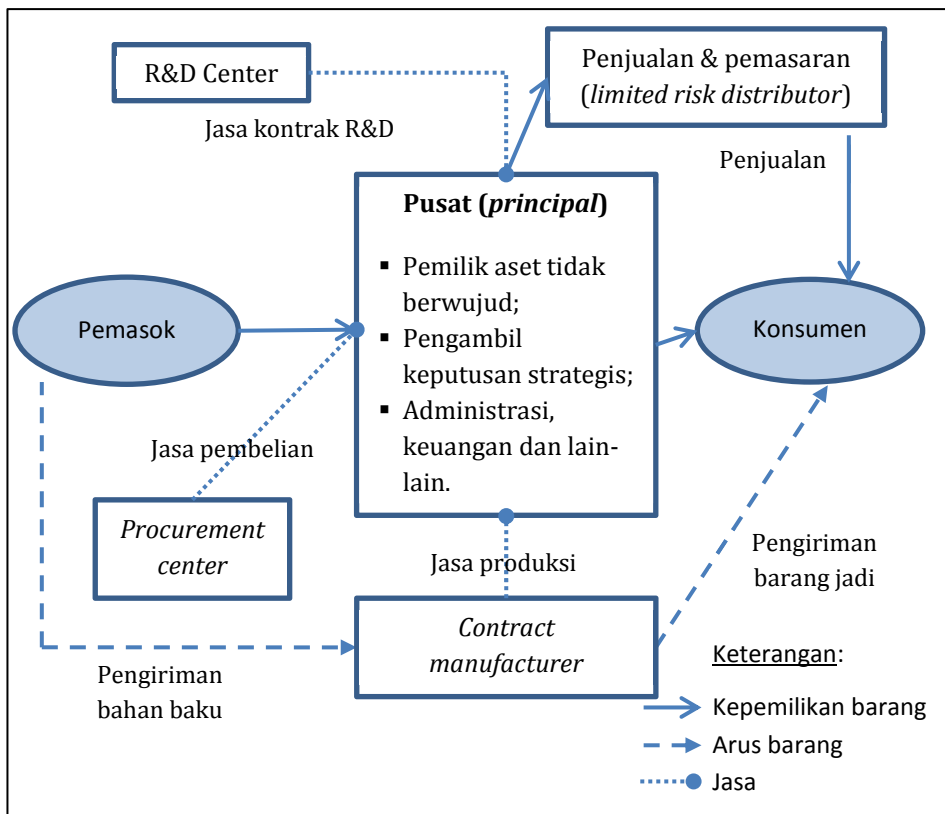 R&D Center
Penjualan & pemasaran
(limited risk distributor)
Jasa kontrak R&D
Penjualan
Pusat (principal)
▪ Pemilik aset tidak
berwujud;
▪ Pengambil
keputusan strategis;
▪ Administrasi,
keuangan dan lain-
lain.
Pemasok
Konsumen
Jasa pembelian
Procurement
center
Jasa produksi
Pengiriman
barang jadi
Contract
manufacturer
Pengiriman
bahan baku
Keterangan:
Kepemilikan barang
Arus barang
Jasa